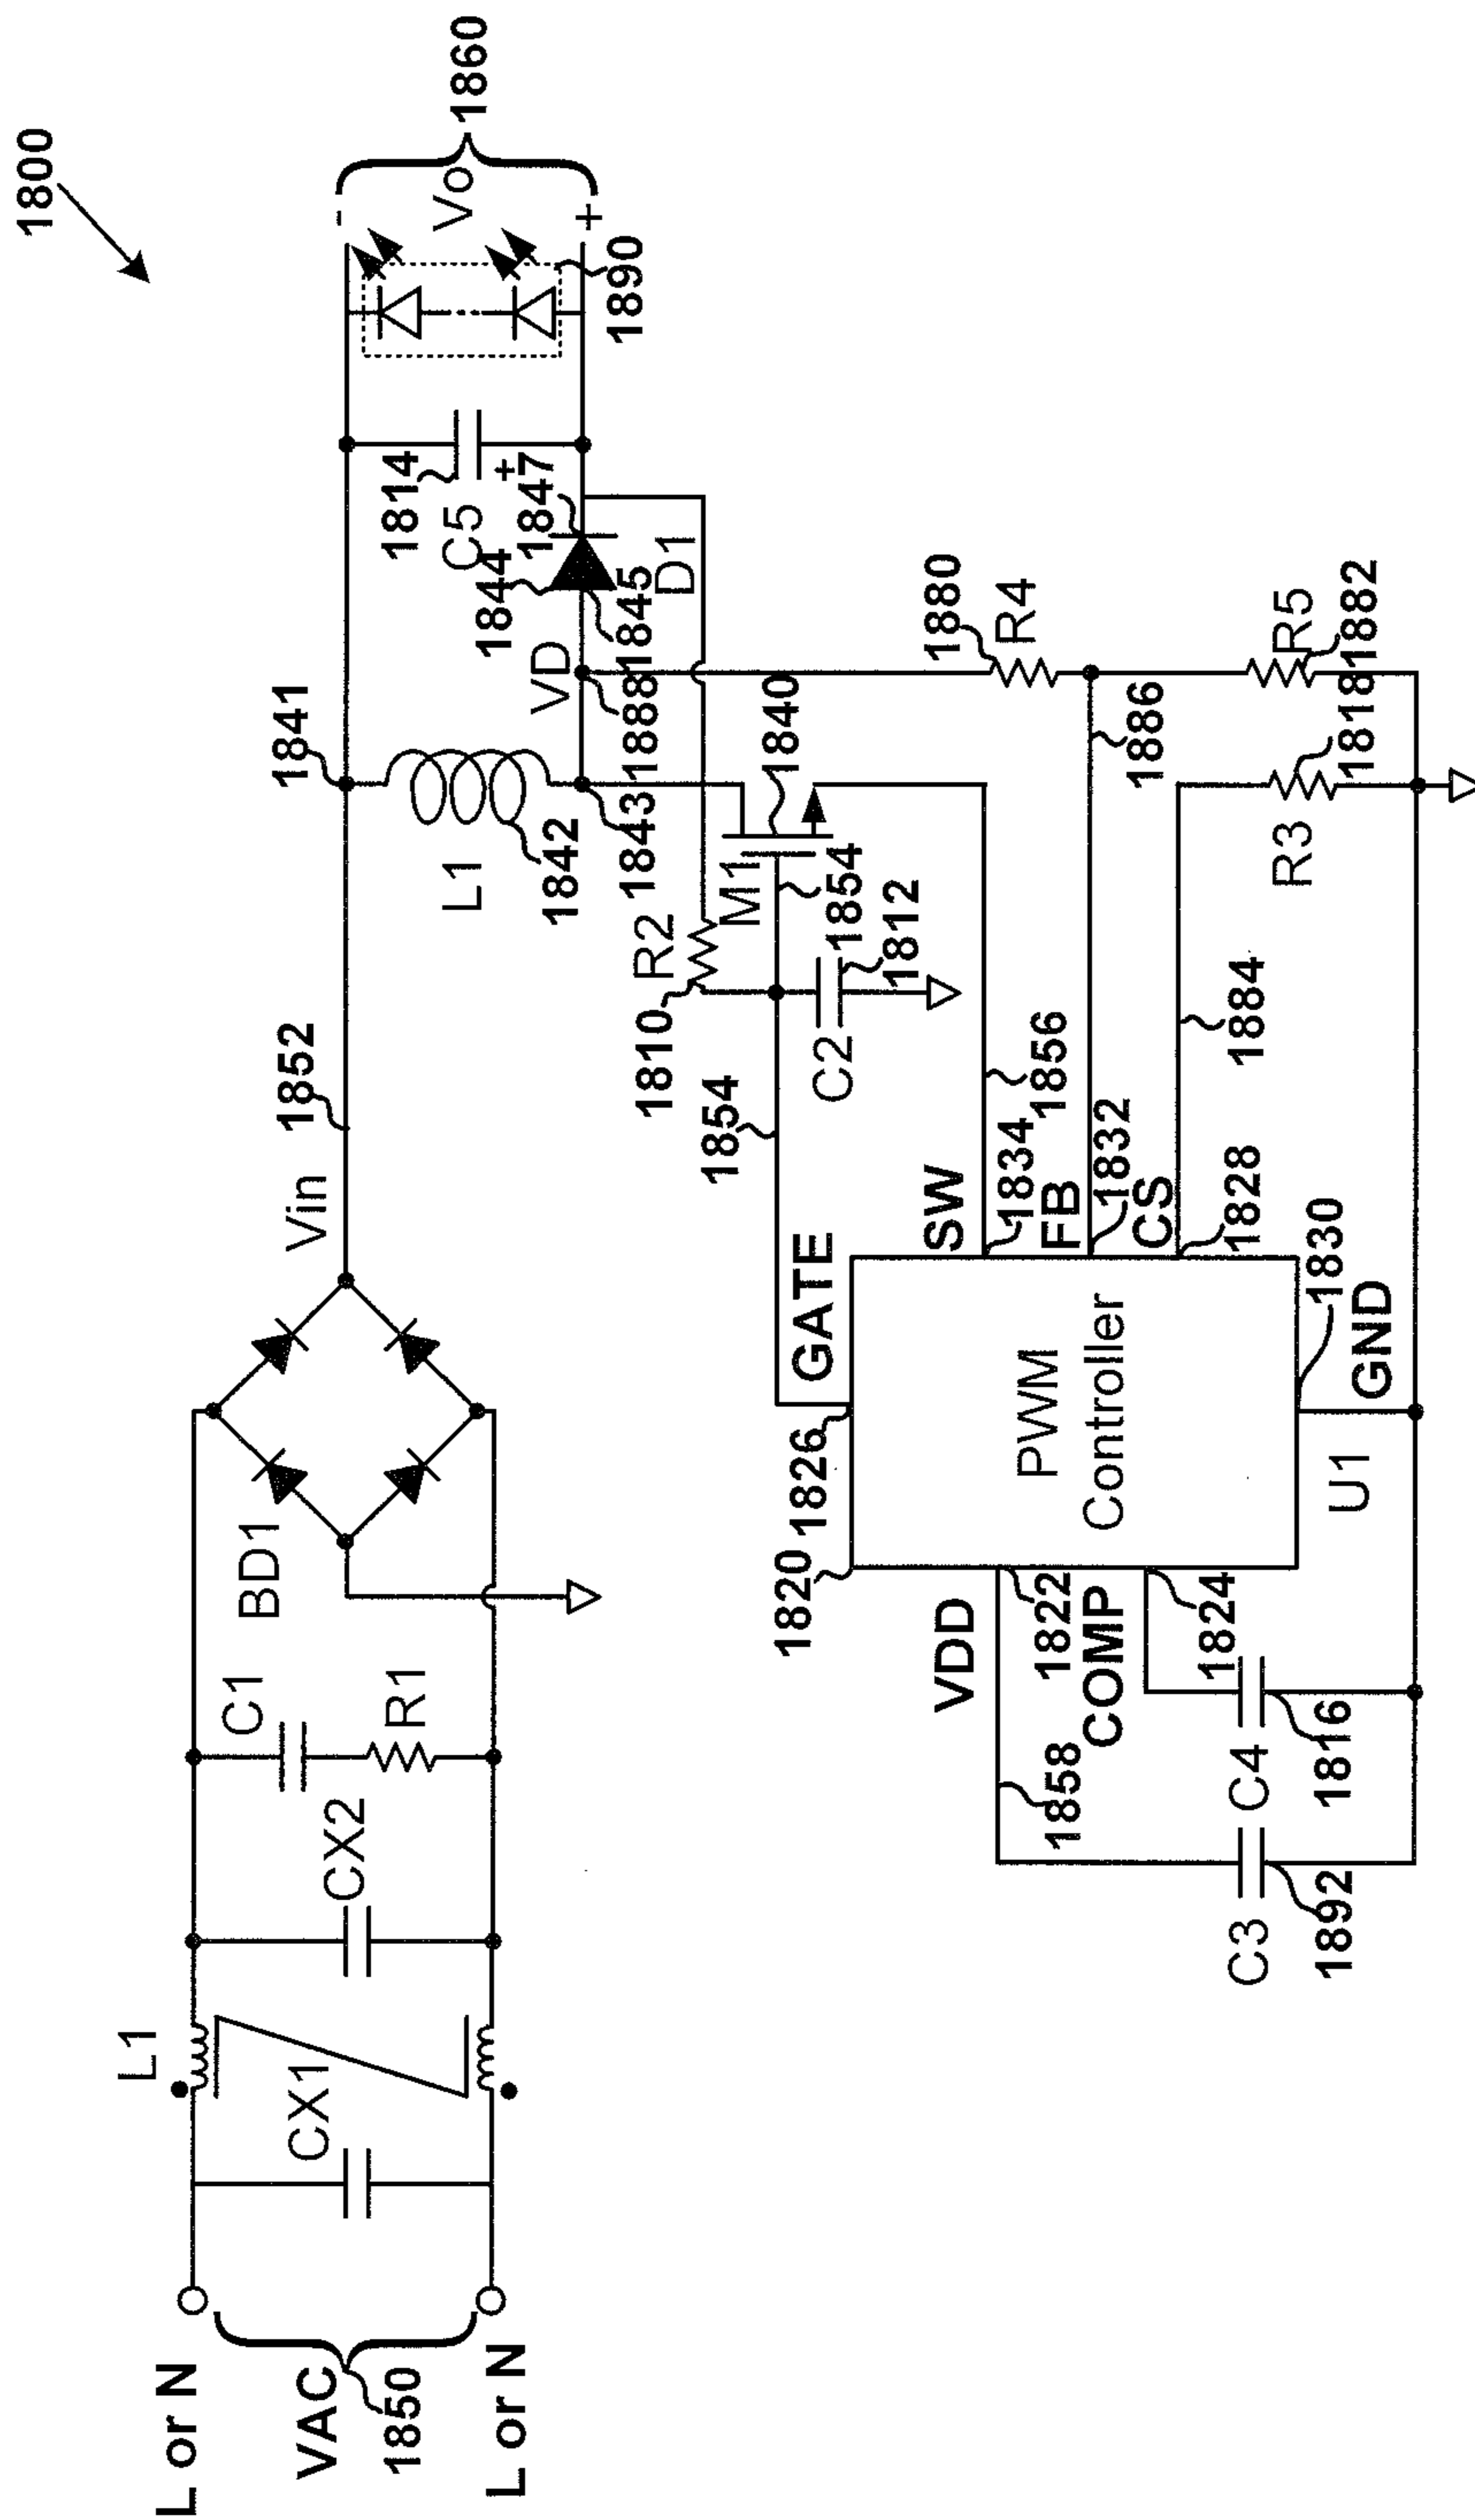 1800
1860
-
Vo
+
1890
1814
C5
+
1847
1844
1845
D1
VD
1888
1841
L1
1842
1843
1852
Vin
1880
R4
R5
1882
1886
1840
1818
R3
M1
R2
1810
1854
1812
C2
1854
1856
1884
SW
1834
FB
1832
CS
1828
1830
GATE
GND
PWM
Controller
U1
1826
1820
VDD
1822
COMP
1824
1858
C4
1816
C3
1892
BD1
C1
R1
CX2
L1
CX1
L or N
VAC
1850
L or N